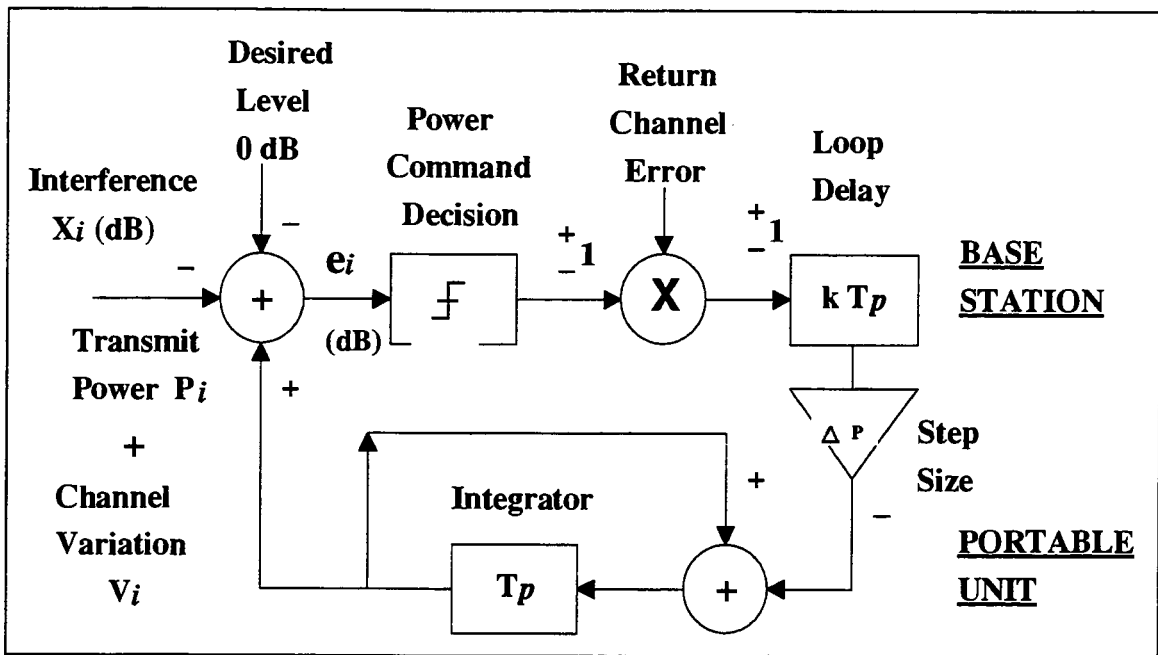 Desired
Level
0 dB
Interference
Xi (dB)
−
−
+
ei
(dB)
Power
Command
Decision
+
− 1
Return
Channel
Error
X
+
− 1
Loop
Delay
k Tp
BASE
STATION
Transmit
Power Pi
+
Channel
Variation
Vi
+
Δ P
Step
Size
−
+
Integrator
Tp
+
PORTABLE
UNIT